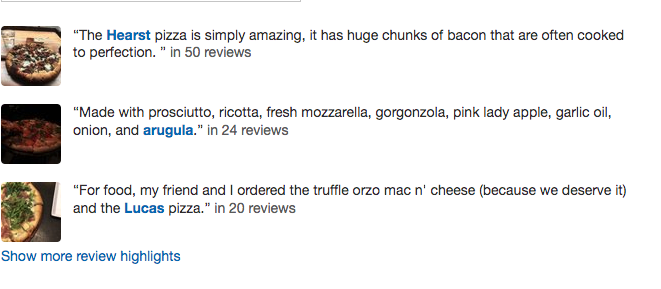 “The Hearst pizza is simply amazing, it has huge chunks of bacon that are often cooked
to perfection. ” in 50 reviews
“Made with prosciutto, ricotta, fresh mozzarella, gorgonzola, pink lady apple, garlic oil,
onion, and arugula.” in 24 reviews
“For food, my friend and I ordered the truffle orzo mac n' cheese (because we deserve it)
and the Lucas pizza.” in 20 reviews
Show more review highlights